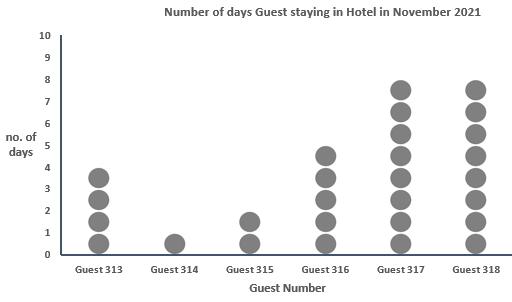 Number of days Guest staying in Hotel in November 2021
10
9
8
7
6
no. of
days
5
4
3
2
1
0
Guest 313 Guest 314 Guest 315 Guest 316 Guest 317 Guest 318
Guest Number